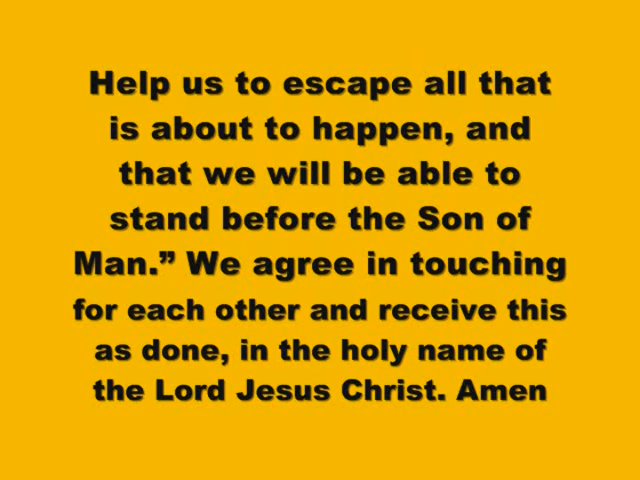 Help us to escape all that
is about to happen, and
that we will be able to
stand before the Son of
Man.” We agree in touching
for each other and receive this
as done, in the holy name of
the Lord Jesus Christ. Amen